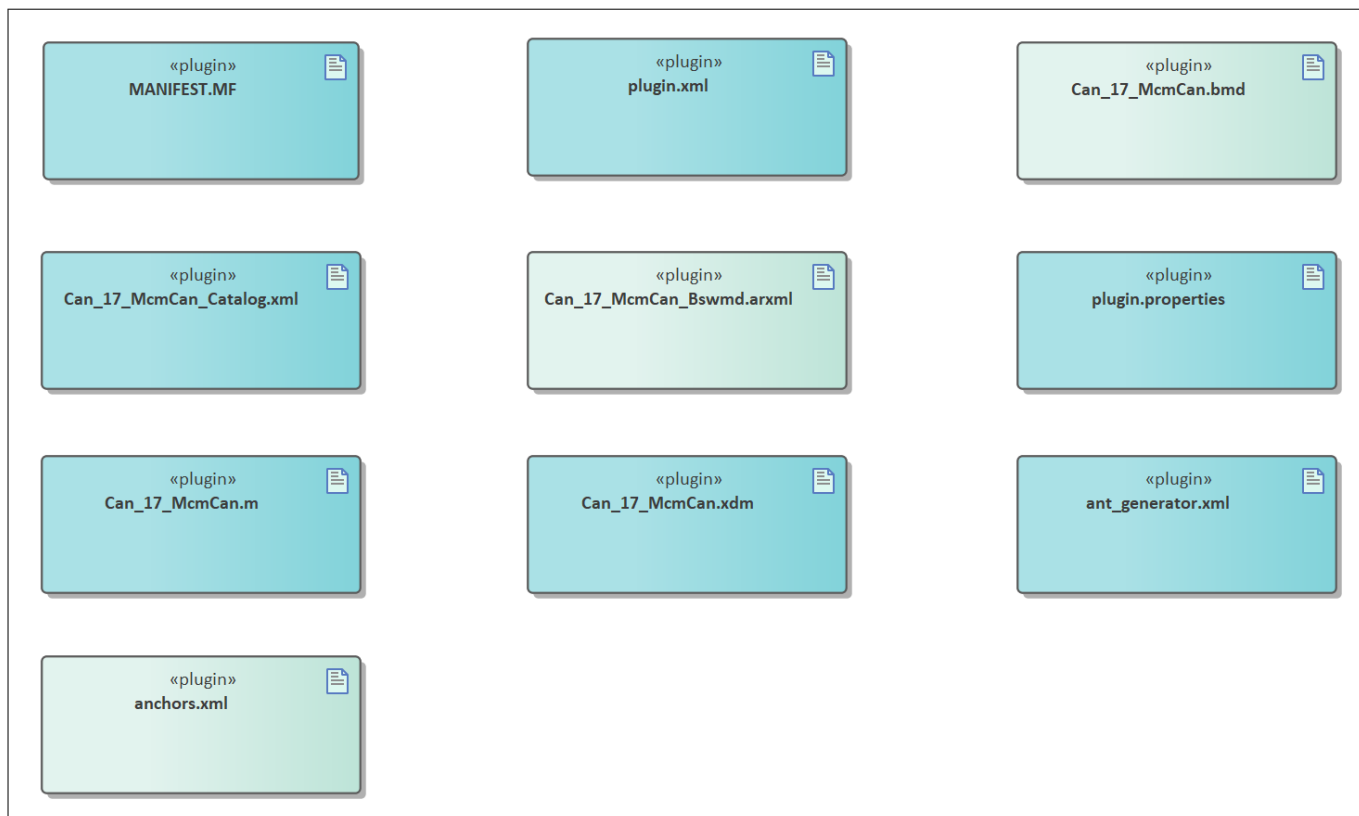 «plugin»
MANIFEST.MF
«plugin»
plugin.xml
«plugin»
Can_17_McmCan.bmd
«plugin»
Can_17_McmCan_Catalog.xml
«plugin»
Can_17_McmCan_Bswmd.arxml
«plugin»
plugin.properties
«plugin»
Can_17_McmCan.m
«plugin»
Can_17_McmCan.xdm
«plugin»
ant_generator.xml
«plugin»
anchors.xml